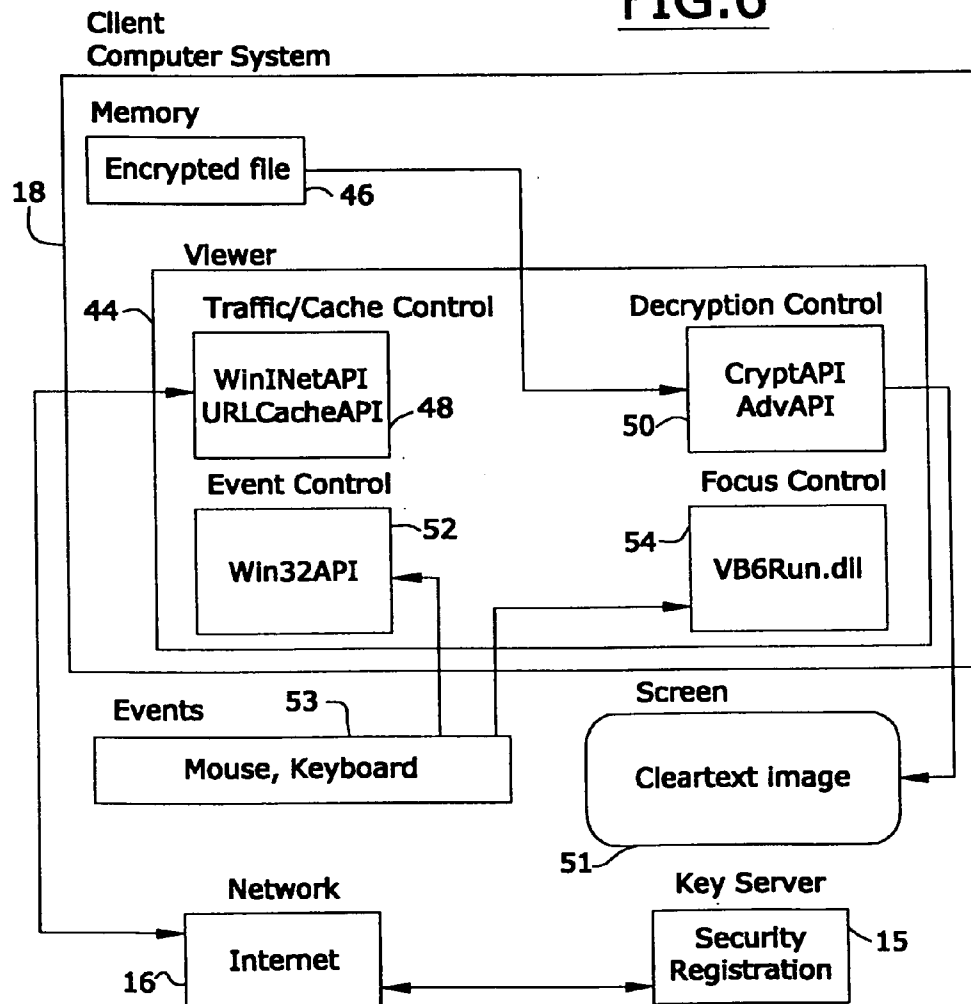 FIG.6
Client
Computer System
Memory
Encrypted file
46
18
Viewer
44
Traffic/Cache Control
WinINetAPI
URLCacheAPI
48
Decryption Control
CryptAPI
AdvAPI
50
Event Control
52
Win32API
Focus Control
54
VB6Run.dll
Events
53
Mouse, Keyboard
Screen
Cleartext image
51
Network
Internet
16
Key Server
Security
Registration
15